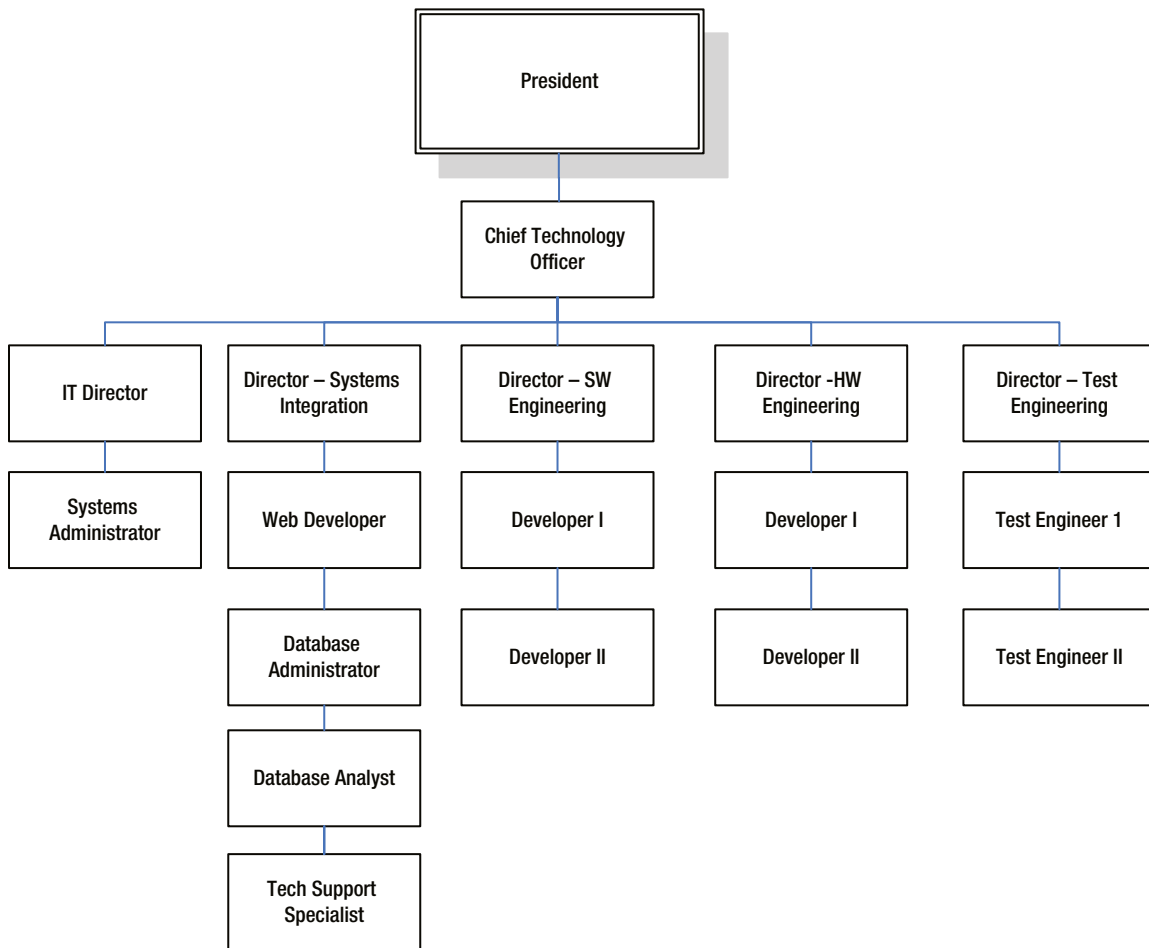 President
Chief Technology
Officer
IT Director
Director – Systems
Integration
Director – SW
Engineering
Director -HW
Engineering
Director – Test
Engineering
Systems
Administrator
Web Developer
Developer I
Developer I
Test Engineer 1
Database
Administrator
Developer II
Developer II
Test Engineer II
Database Analyst
Tech Support
Specialist